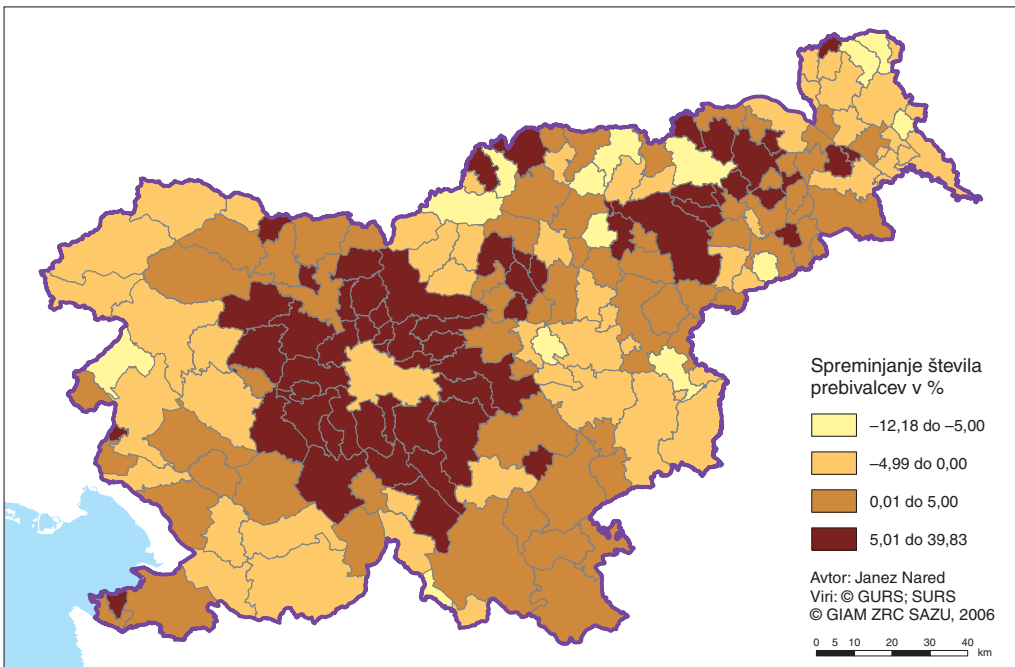 Spreminjanje števila
prebivalcev v %
–12,18 do –5,00
–4,99 do 0,00
0,01 do 5,00
5,01 do 39,83
Avtor: Janez Nared
Viri: © GURS; SURS
© GIAM ZRC SAZU, 2006
0 5 10 20 30 40
km